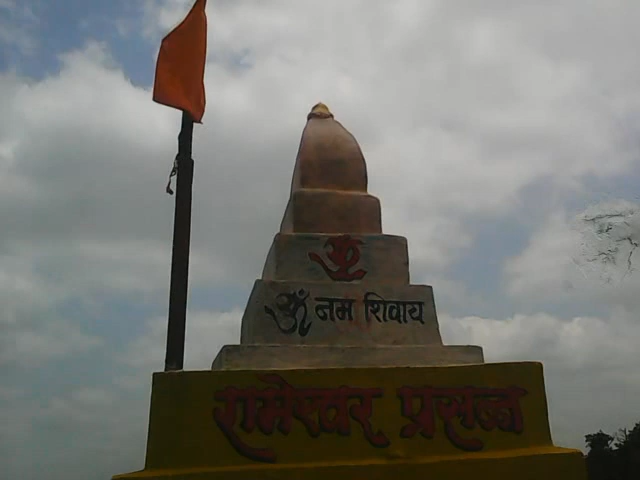 ॐ
ॐ नम शिवाय
रामेश्वर प्रसन्न